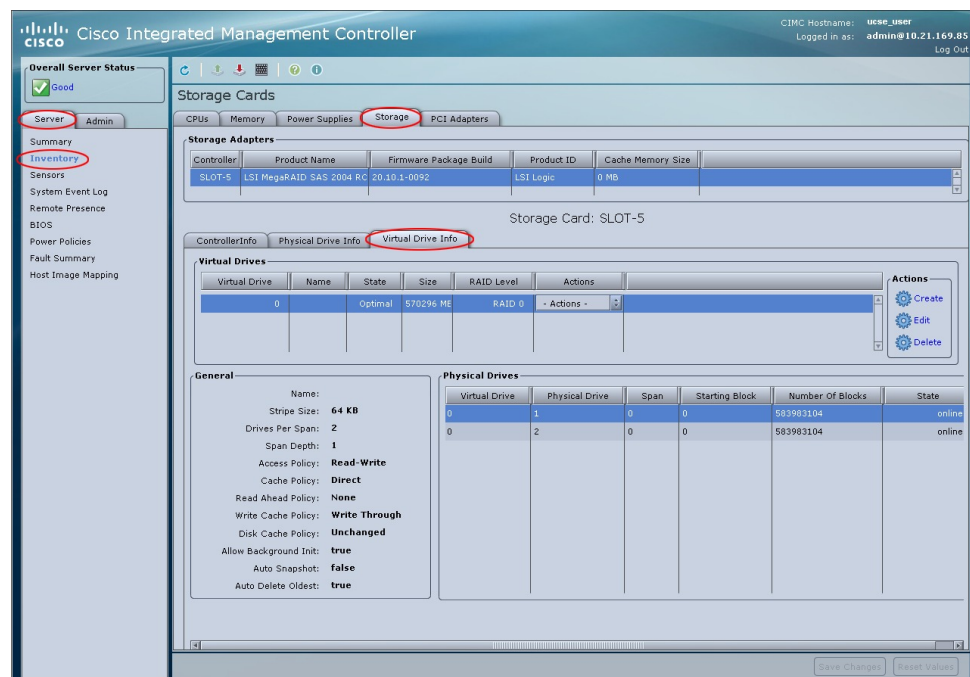 CISCO Cisco Integrated Management Controller
CIMC Hostname: ucse_user
Logged in as: admin@10.21.169.85
Log Out
Overall Server Status
Good
Server Admin
Summary
Inventory
Sensors
System Event Log
Remote Presence
BIOS
Power Policies
Fault Summary
Host Image Mapping
Storage Cards
CPUs Memory Power Supplies Storage PCI Adapters
Storage Adapters
Controller Product Name Firmware Package Build Product ID Cache Memory Size
SLOT-5 LSI MegaRAID SAS 2004 RC 20.10.1-0092 LSI Logic 0 MB
Storage Card: SLOT-5
ControllerInfo Physical Drive Info Virtual Drive Info
Virtual Drives
Virtual Drive Name State Size RAID Level Actions
0 Optimal 570296 ME RAID 0 - Actions -
Actions
Create
Edit
Delete
General
Name:
Stripe Size: 64 KB
Drives Per Span: 2
Span Depth: 1
Access Policy: Read-Write
Cache Policy: Direct
Read Ahead Policy: None
Write Cache Policy: Write Through
Disk Cache Policy: Unchanged
Allow Background Init: true
Auto Snapshot: false
Auto Delete Oldest: true
Physical Drives
Virtual Drive Physical Drive Span Starting Block Number Of Blocks State
0 1 0 0 583983104 online
0 2 0 0 583983104 online
Save Changes Reset Values